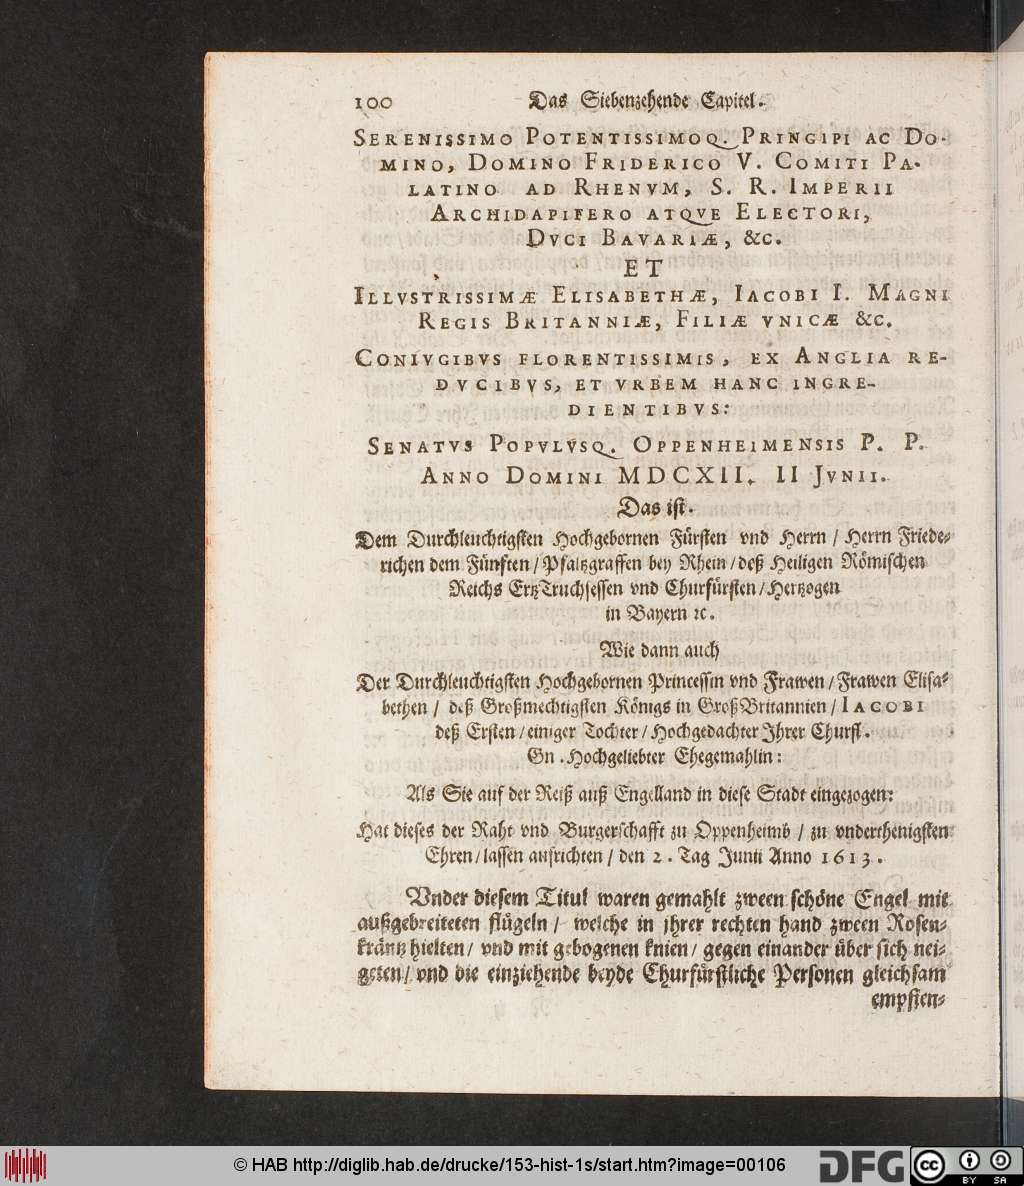 100 Das Siebenzehende Capitel.
SERENISSIMO POTENTISSIMOQ. PRINCIPI AC DO-
MINO, DOMINO FRIDERICO V. COMITI PA-
LATINO AD RHENVM, S. R. IMPERII
ARCHIDAPIFERO ATQVE ELECTORI,
DVCI BAVARIÆ, &c.
ET
ILLVSTRISSIMÆ ELISABETHÆ, IACOBI I. MAGNI
REGIS BRITANNIÆ, FILIÆ VNICÆ &c.
CONIVGIBVS FLORENTISSIMIS, EX ANGLIA RE-
DVCIBVS, ET VRBEM HANC INGRE-
DIENTIBVS:
SENATVS POPVLVSQ. OPPENHEIMENSIS P. P.
ANNO DOMINI MDCXII. II JVNII.
Das ist.
Dem Durchleuchtigsten Hochgebornen Fürsten vnd Herrn / Herrn Friede-
richen dem Fünften / Pfaltzgraffen bey Rhein / deß Heiligen Römischen
Reichs ErtzTruchsessen vnd Churfürsten / Hertzogen
in Bayern ꝛc.
Wie dann auch
Der Durchleuchtigsten Hochgebornen Princessin vnd Frawen / Frawen Elisa-
bethen / deß Großmechtigsten Königs in GroßBritannien / IACOBI
deß Ersten / einiger Tochter / Hochgedachter Ihrer Churfl.
Gn. Hochgeliebter Ehegemahlin:
Als Sie auf der Reiß auß Engelland in diese Stadt eingezogen:
Hat dieses der Raht vnd Burgerschafft zu Oppenheimb / zu vnderthenigsten
Ehren / lassen aufrichten / den 2. Tag Junii Anno 1613.
Vnder diesem Titul waren gemahlt zween schöne Engel mit
außgebreiteten flügeln / welche in jhrer rechten hand zween Rosen-
kräntz hielten / vnd mit gebogenen knien / gegen einander über sich nei-
geten / vnd die einziehende beyde Churfürstliche Personen gleichsam
empfien-
© HAB http://diglib.hab.de/drucke/153-hist-1s/start.htm?image=00106
DFG
cc
BY SA